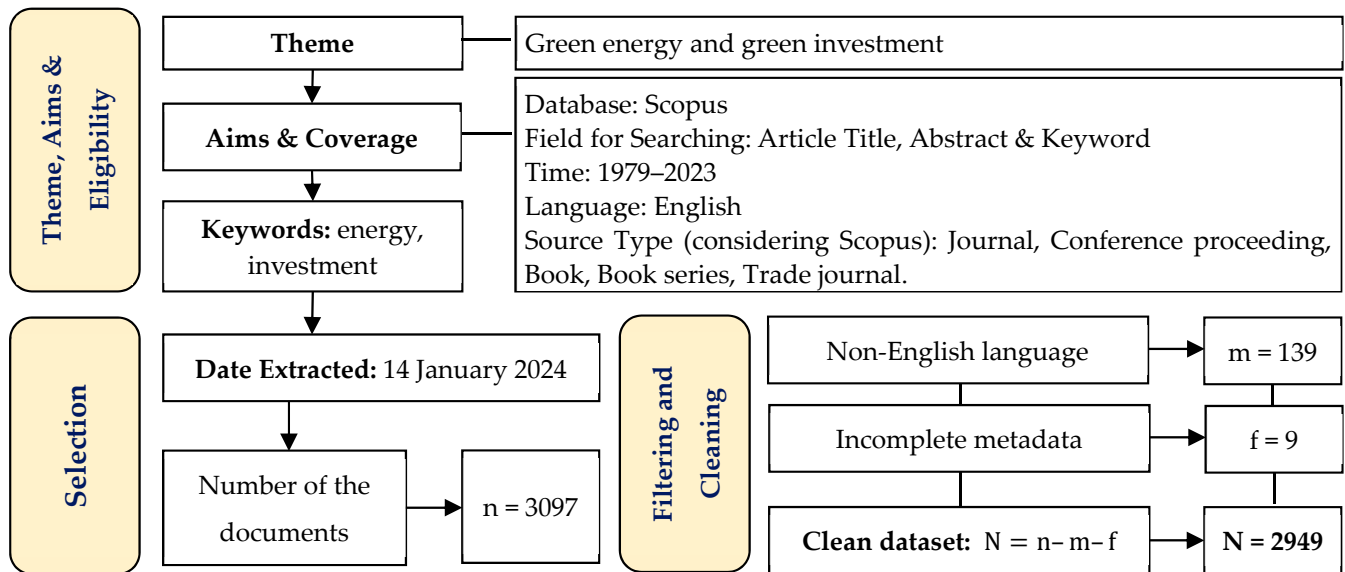 Theme, Aims &
Eligibility
Theme
Green energy and green investment
Aims & Coverage
Database: Scopus
Field for Searching: Article Title, Abstract & Keyword
Time: 1979–2023
Language: English
Source Type (considering Scopus): Journal, Conference proceeding,
Book, Book series, Trade journal.
Keywords: energy,
investment
Selection
Date Extracted: 14 January 2024
Number of the
documents
n = 3097
Filtering and
Cleaning
Non-English language
m = 139
Incomplete metadata
f = 9
Clean dataset: N = n– m– f
N = 2949